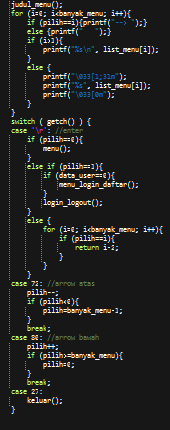 judul_menu();
for (i=0; i<banyak_menu; i++){
if (pilih==i){printf("--> ");}
else {printf("    ");}
if (i>1){
printf("%s\n", list_menu[i]);
}
else {
printf("\033[1;31m");
printf("%s", list_menu[i]);
printf("\033[0m");
}
}
switch ( getch() ) {
case '\r': //enter
if (pilih==0){
menu();
}
else if (pilih==1){
if (data_user==0){
menu_login_daftar();
}
login_logout();
}
else {
for (i=0; i<banyak_menu; i++){
if (pilih==i){
return i-2;
}
}
}
case 72: //arrow atas
pilih--;
if (pilih<0){
pilih=banyak_menu-1;
}
break;
case 80: //arrow bawah
pilih++;
if (pilih>=banyak_menu){
pilih=0;
}
break;
case 27:
keluar();
}